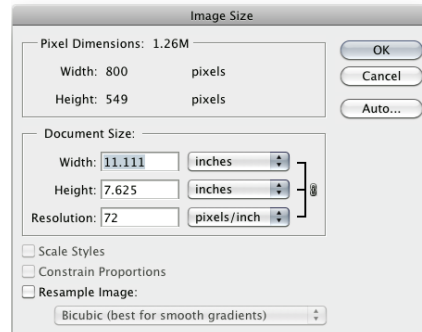 Image Size
Pixel Dimensions: 1.26M
OK
Width: 800 pixels
Cancel
Height: 549 pixels
Auto...
Document Size:
Width: 11.111 inches
Height: 7.625 inches
Resolution: 72 pixels/inch
Scale Styles
Constrain Proportions
Resample Image:
Bicubic (best for smooth gradients)